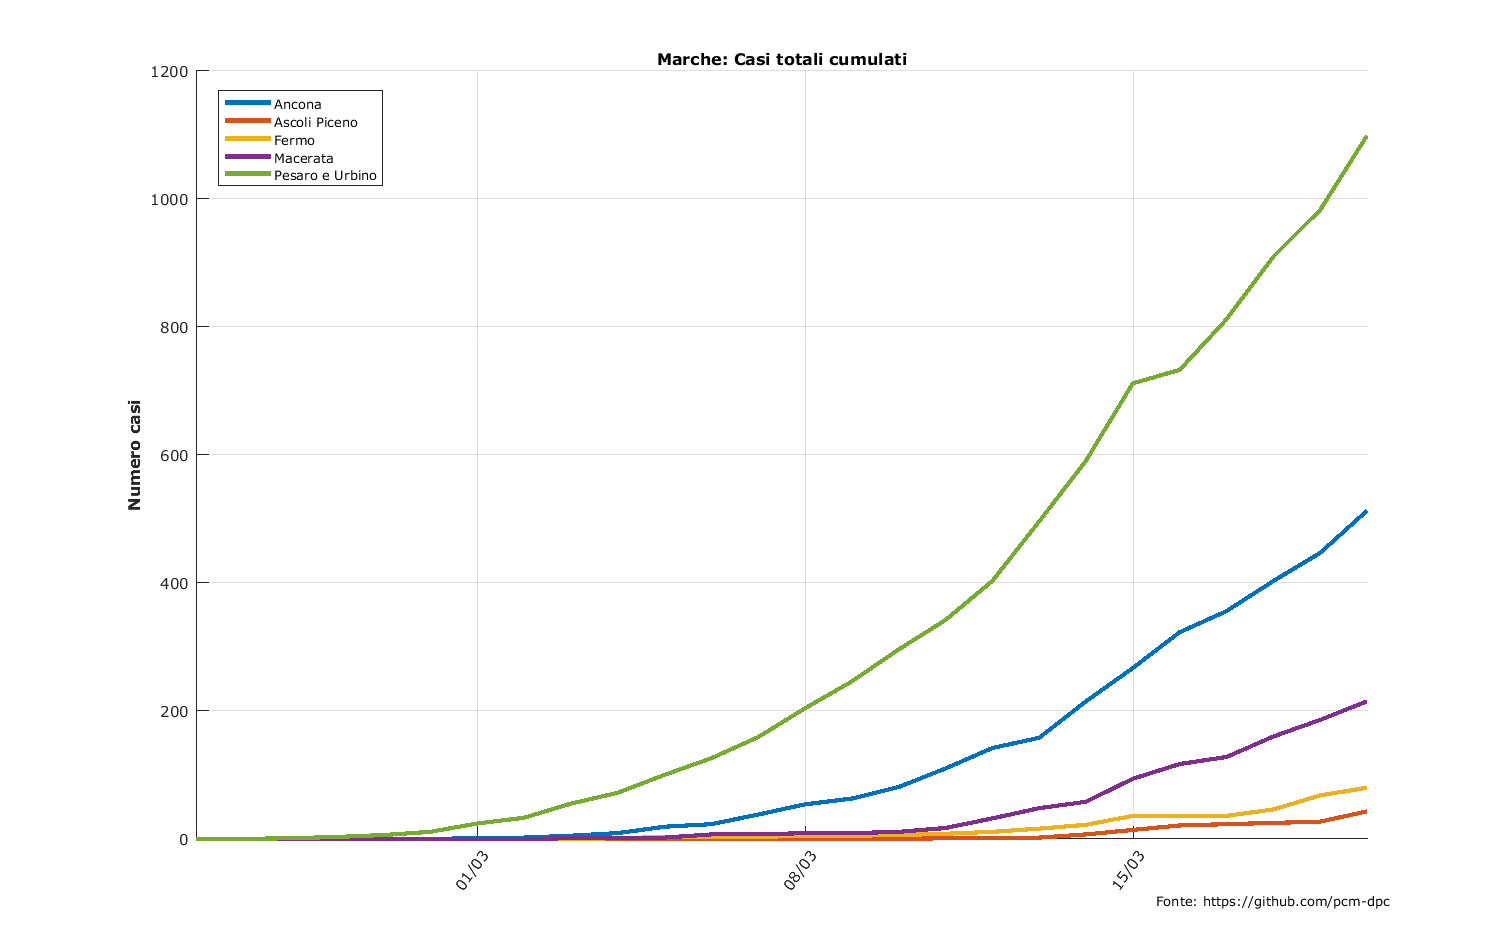 Marche: Casi totali cumulati
1200
1000
800
600
400
200
0
Numero casi
Ancona
Ascoli Piceno
Fermo
Macerata
Pesaro e Urbino
01/03
08/03
15/03
Fonte: https://github.com/pcm-dpc